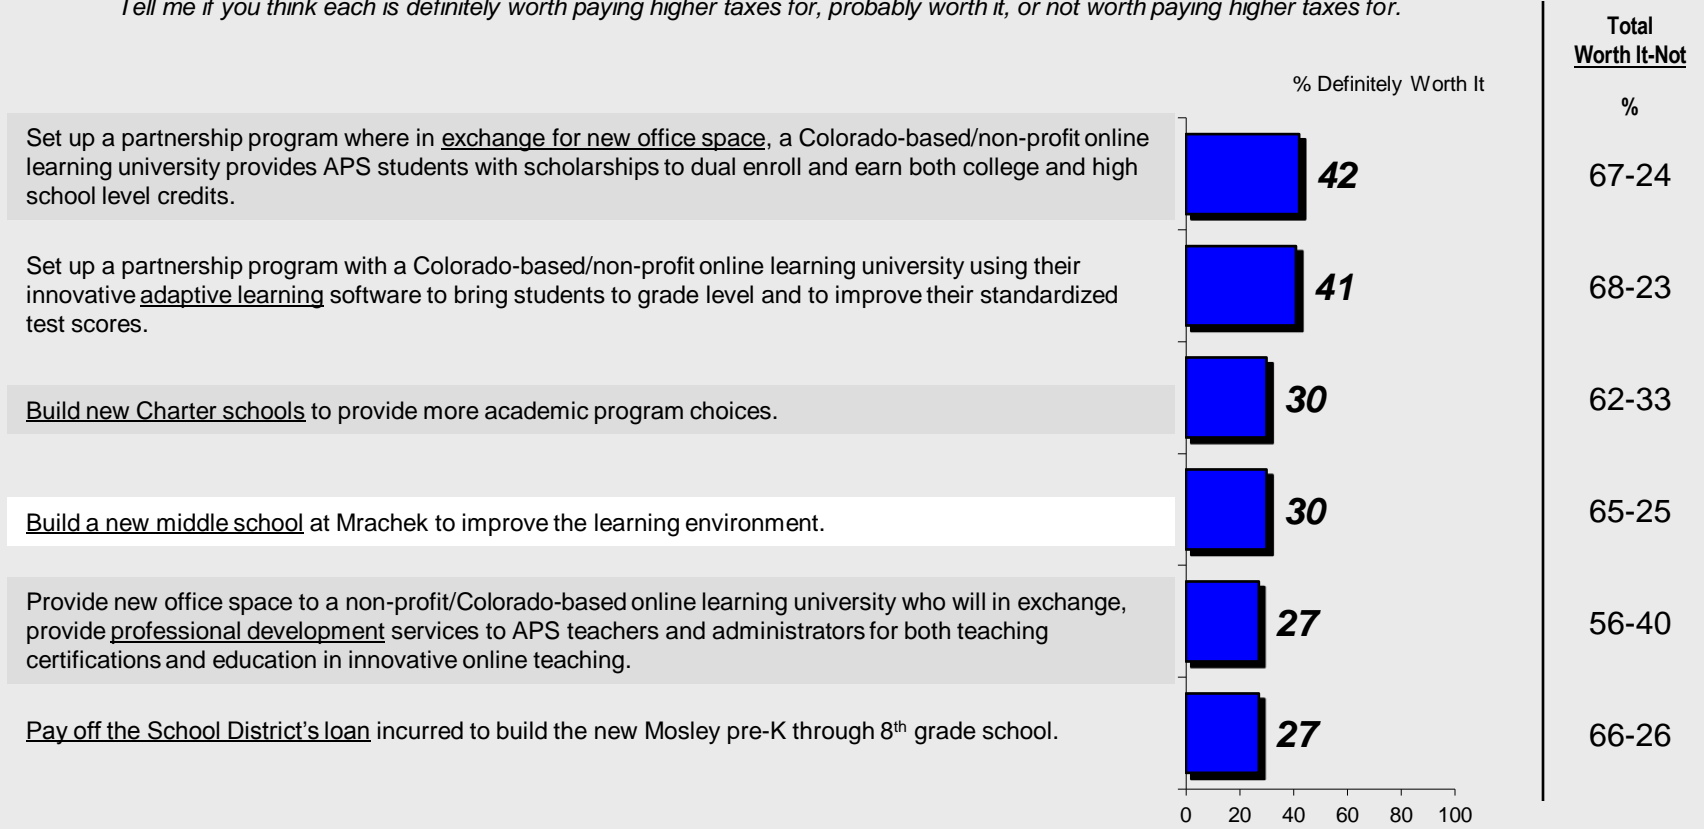 Tell me if you think each is definitely worth paying higher taxes for, probably worth it, or not worth paying higher taxes for.
Total
Worth It-Not
%
% Definitely Worth It
Set up a partnership program where in exchange for new office space, a Colorado-based/non-profit online
learning university provides APS students with scholarships to dual enroll and earn both college and high
school level credits.
42
67-24
Set up a partnership program with a Colorado-based/non-profit online learning university using their
innovative adaptive learning software to bring students to grade level and to improve their standardized
test scores.
41
68-23
Build new Charter schools to provide more academic program choices.
30
62-33
Build a new middle school at Mrachek to improve the learning environment.
30
65-25
Provide new office space to a non-profit/Colorado-based online learning university who will in exchange,
provide professional development services to APS teachers and administrators for both teaching
certifications and education in innovative online teaching.
27
56-40
Pay off the School District's loan incurred to build the new Mosley pre-K through 8th grade school.
27
66-26
0 20 40 60 80 100